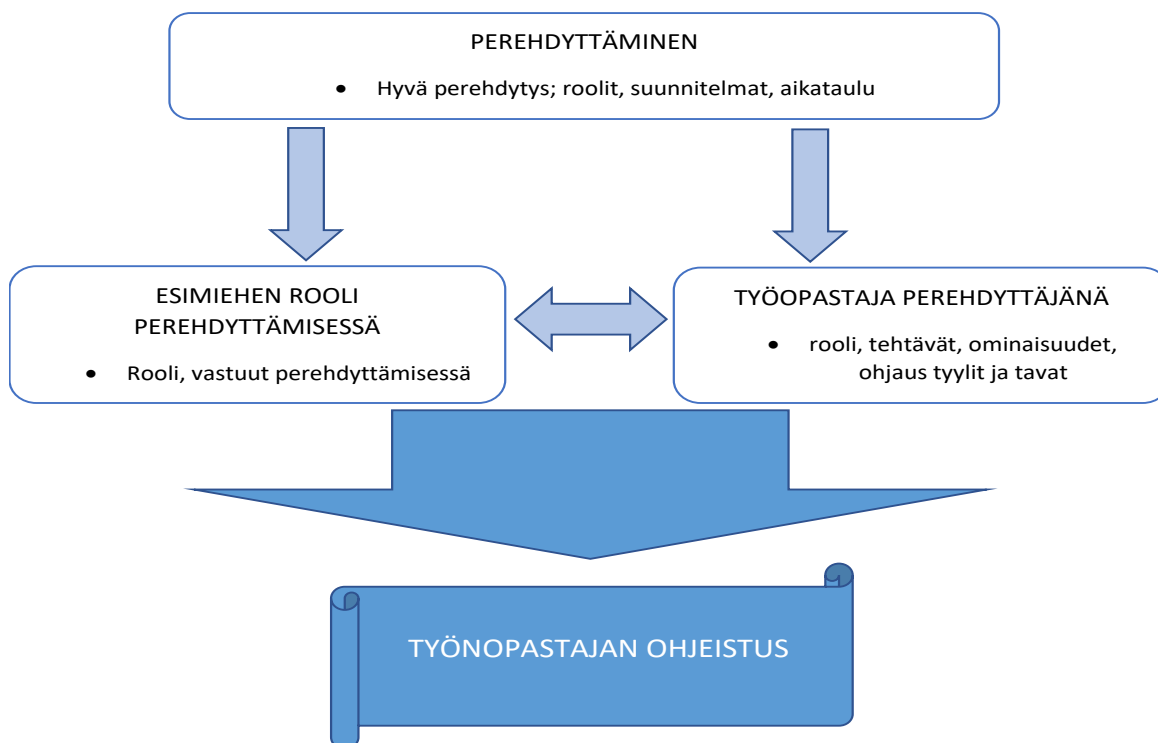 PEREHDYTTÄMINEN
• Hyvä perehdytys; roolit, suunnitelmat, aikataulu
ESIMIEHEN ROOLI
PEREHDYTTÄMISESSÄ
• Rooli, vastuut perehdyttämisessä
TYÖOPASTAJA PEREHDYTTÄJÄNÄ
• rooli, tehtävät, ominaisuudet,
ohjaus tyylit ja tavat
TYÖNOPASTAJAN OHJEISTUS